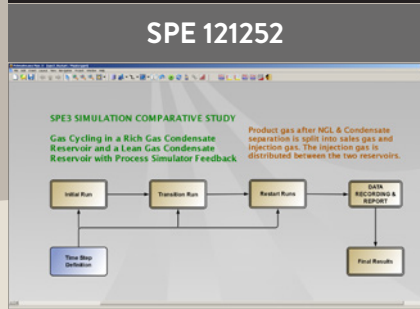 SPE 121252
SPE3 SIMULATION COMPARATIVE STUDY
Gas Cycling in a Rich Gas Condensate
Reservoir and a Lean Gas Condensate
Reservoir with Process Simulator Feedback
Product gas after NGL & Condensate
separation is split into sales gas and
injection gas. The injection gas is
distributed between the two reservoirs.
Initial Run
Transition Run
Restart Runs
DATA
RECORDING &
REPORT
Time Step
Definition
Final Results